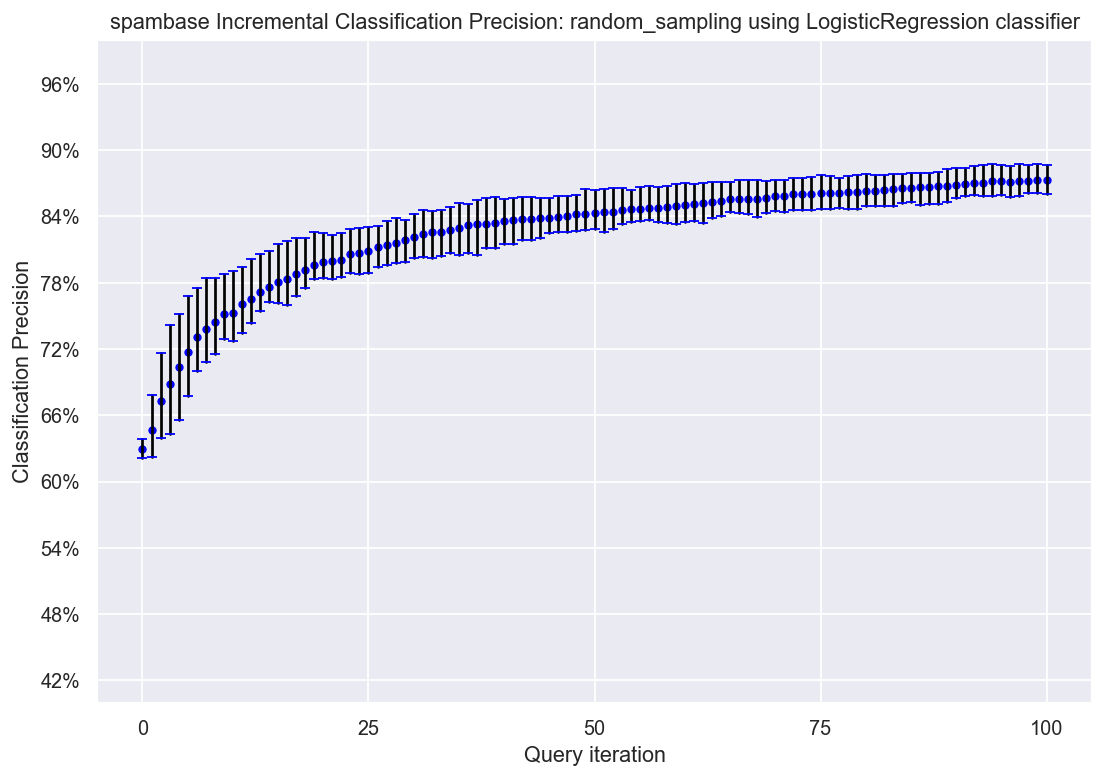 spambase Incremental Classification Precision: random_sampling using LogisticRegression classifier
96%
90%
84%
78%
72%
66%
60%
54%
48%
42%
Classification Precision
0 25 50 75 100
Query iteration